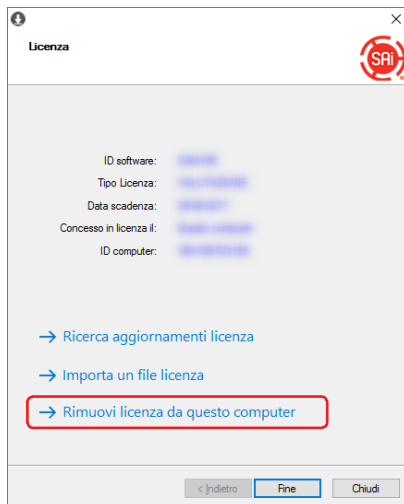 Licenza
SAi
ID software:
Tipo Licenza:
Data scadenza:
Concesso in licenza il:
ID computer:
→ Ricerca aggiornamenti licenza
→ Importa un file licenza
→ Rimuovi licenza da questo computer
< Indietro Fine Chiudi